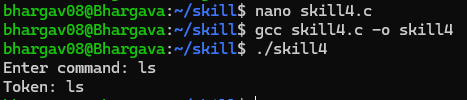 bhargav08@Bhargava:~/skill$ nano skill4.c
bhargav08@Bhargava:~/skill$ gcc skill4.c -o skill4
bhargav08@Bhargava:~/skill$ ./skill4
Enter command: ls
Token: ls